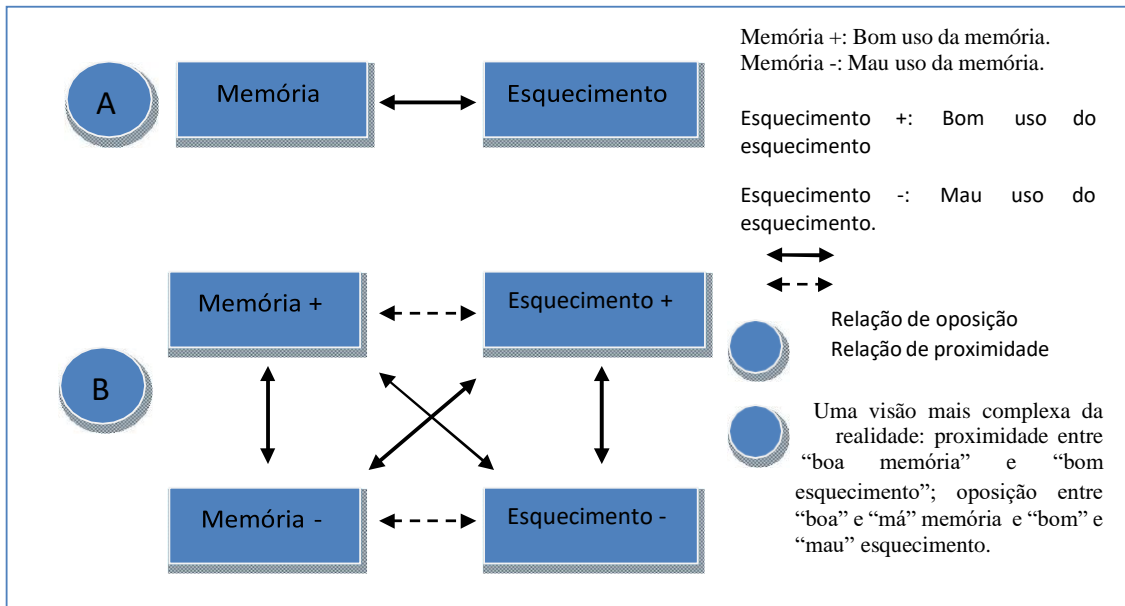 A
Memória
Esquecimento
B
Memória +
Esquecimento +
Memória -
Esquecimento -
Memória +: Bom uso da memória.
Memória -: Mau uso da memória.
Esquecimento +: Bom uso do
esquecimento
Esquecimento -: Mau uso do
esquecimento.
Relação de oposição
Relação de proximidade
Uma visão mais complexa da
realidade: proximidade entre
“boa memória” e “bom
esquecimento”; oposição entre
“boa” e “má” memória e “bom” e
“mau” esquecimento.